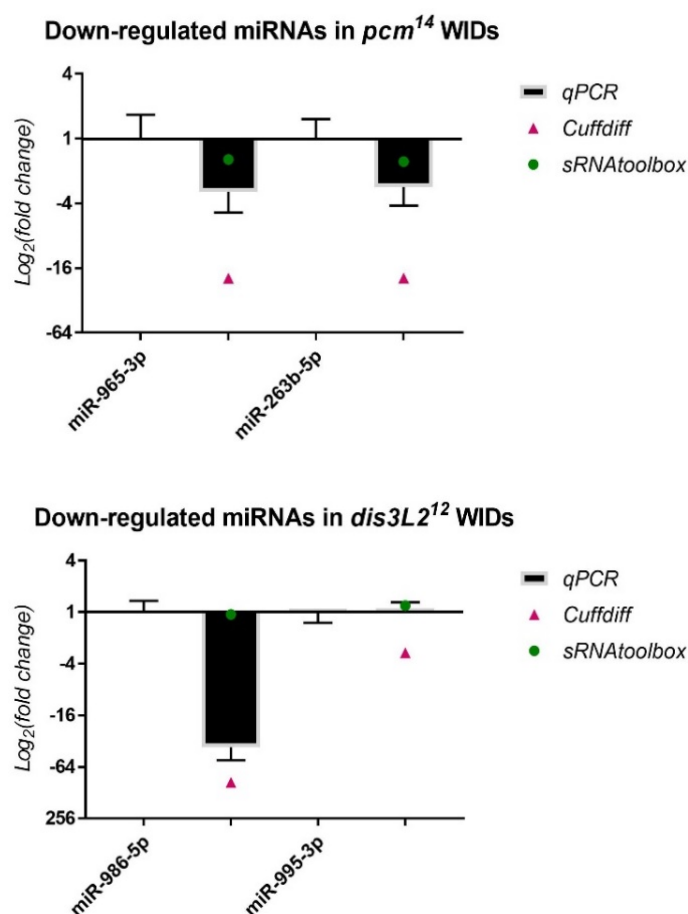 Down-regulated miRNAs in pcm¹⁴ WIDs
4
1
-4
-16
-64
Log₂(fold change)
miR-965-3p
miR-263b-5p
qPCR
Cuffdiff
sRNAtoolbox
Down-regulated miRNAs in dis3L2¹² WIDs
4
1
-4
-16
-64
256
Log₂(fold change)
miR-986-5p
miR-995-3p
qPCR
Cuffdiff
sRNAtoolbox